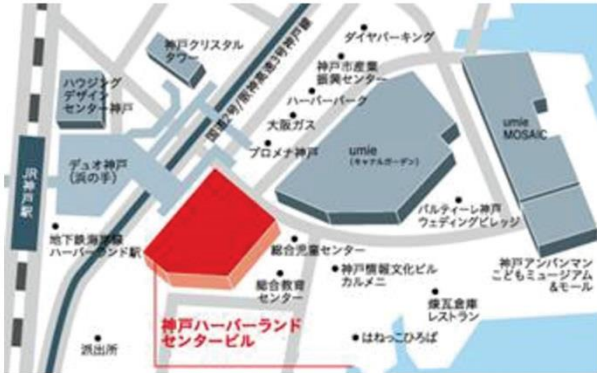 ダイヤパーキング
神戸クリスタル
タワー
神戸市産業
振興センター
ハーバーパーク
大阪ガス
プロメナ神戸
国道2号/阪神高速3号神戸線
ハウジング
デザイン
センター神戸
デュオ神戸
(浜の手)
JR神戸駅
umie
(キャナルガーデン)
umie
MOSAIC
地下鉄海岸線
ハーバーランド駅
総合児童センター
総合教育
センター
神戸情報文化ビル
カルメニ
バルティーレ神戸
ウェディングビレッジ
神戸アンパンマン
こどもミュージアム
&モール
煉瓦倉庫
レストラン
はねっこひろば
神戸ハーバーランド
センタービル
派出所